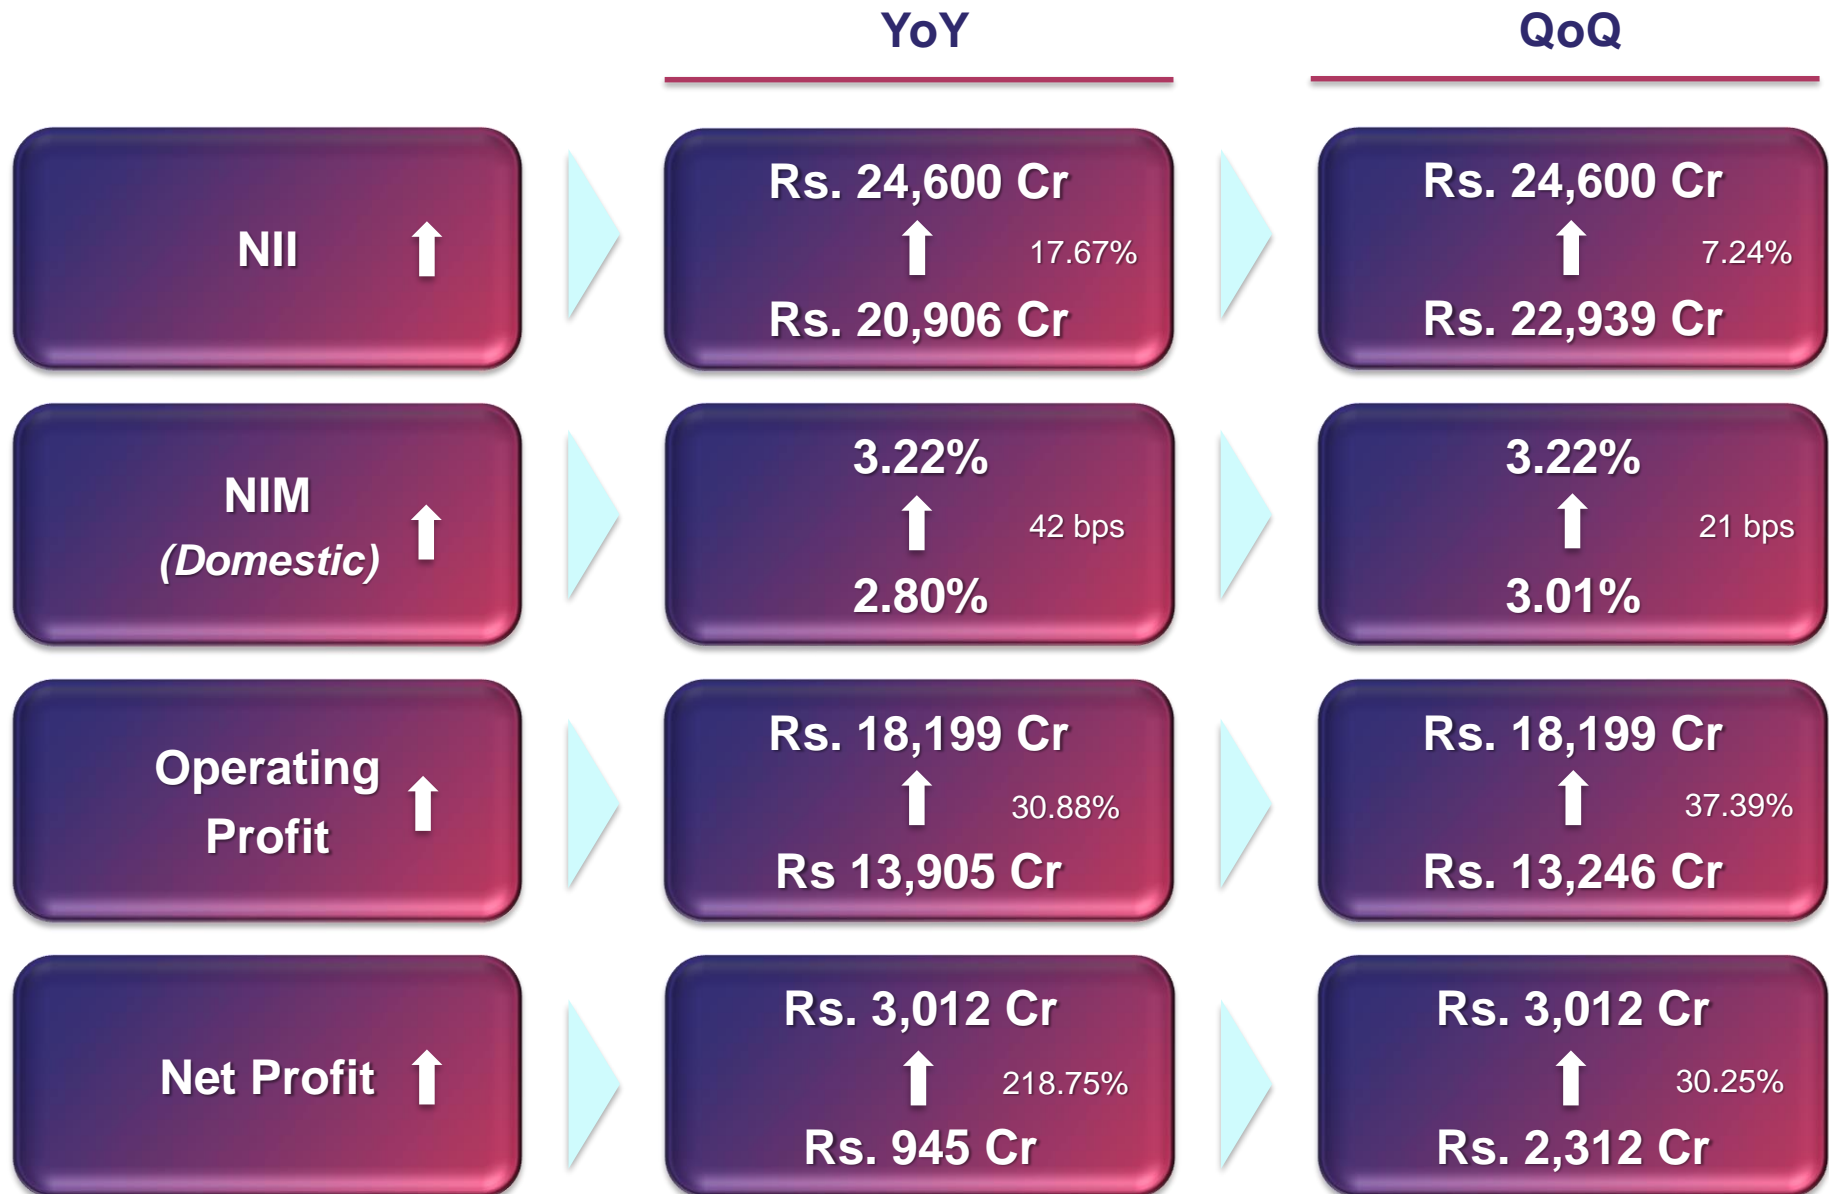 YoY
QoQ
NII
Rs. 24,600 Cr
17.67%
Rs. 20,906 Cr
Rs. 24,600 Cr
7.24%
Rs. 22,939 Cr
NIM
(Domestic)
3.22%
42 bps
2.80%
3.22%
21 bps
3.01%
Operating
Profit
Rs. 18,199 Cr
30.88%
Rs 13,905 Cr
Rs. 18,199 Cr
37.39%
Rs. 13,246 Cr
Net Profit
Rs. 3,012 Cr
218.75%
Rs. 945 Cr
Rs. 3,012 Cr
30.25%
Rs. 2,312 Cr